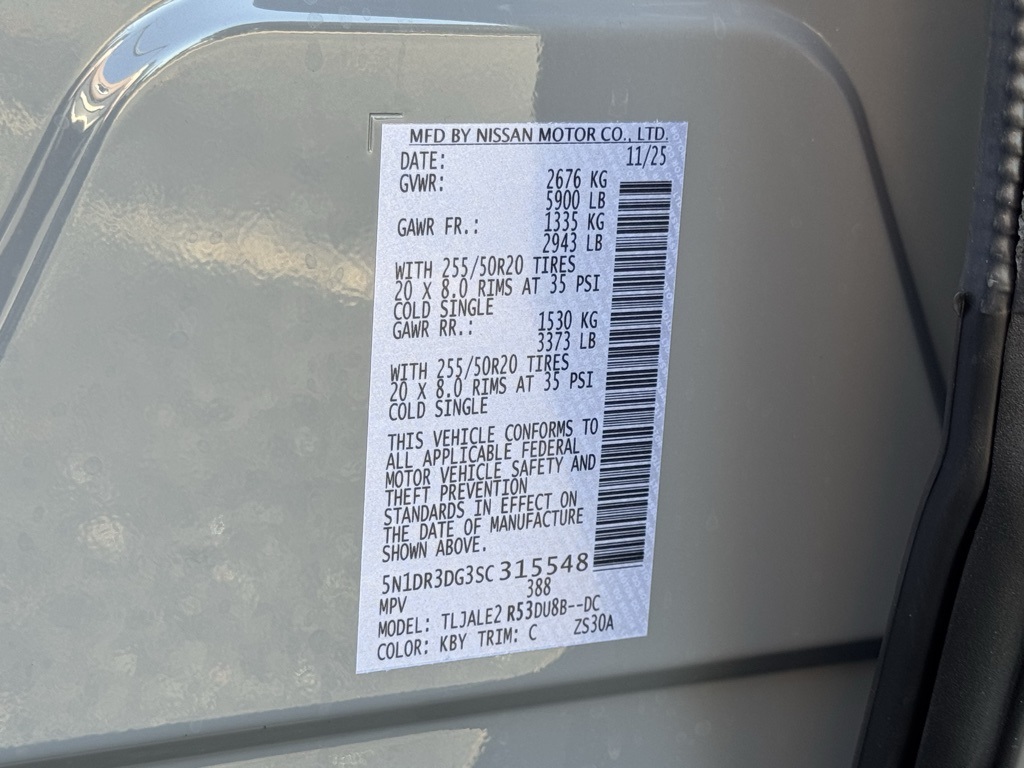 MFD BY NISSAN MOTOR CO., LTD.
DATE: 11/25
GVWR: 2676 KG
5900 LB
GAWR FR.: 1335 KG
2943 LB
WITH 255/50R20 TIRES
20 X 8.0 RIMS AT 35 PSI
COLD SINGLE
GAWR RR.: 1530 KG
3373 LB
WITH 255/50R20 TIRES
20 X 8.0 RIMS AT 35 PSI
COLD SINGLE
THIS VEHICLE CONFORMS TO
ALL APPLICABLE FEDERAL
MOTOR VEHICLE SAFETY AND
THEFT PREVENTION
STANDARDS IN EFFECT ON
THE DATE OF MANUFACTURE
SHOWN ABOVE.
5N1DR3DG3SC 315548
MPV 388
MODEL: TLJALE2 R53DU8B--DC
COLOR: KBY TRIM: C ZS30A